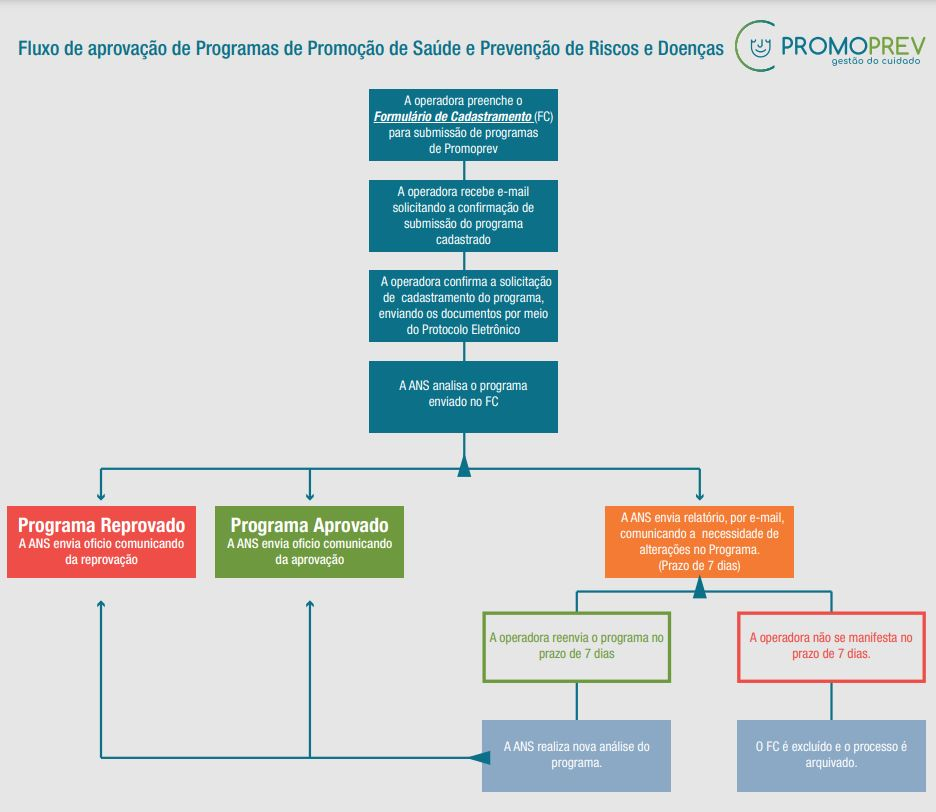 Fluxo de aprovação de Programas de Promoção de Saúde e Prevenção de Riscos e Doenças
PROMOPREV
gestão do cuidado
A operadora preenche o
Formulário de Cadastramento (FC)
para submissão de programas
de Promoprev
A operadora recebe e-mail
solicitando a confirmação de
submissão do programa
cadastrado
A operadora confirma a solicitação
de cadastramento do programa,
enviando os documentos por meio
do Protocolo Eletrônico
A ANS analisa o programa
enviado no FC
Programa Reprovado
A ANS envia oficio comunicando
da reprovação
Programa Aprovado
A ANS envia oficio comunicando
da aprovação
A ANS envia relatório, por e-mail,
comunicando a necessidade de
alterações no Programa.
(Prazo de 7 dias)
A operadora reenvia o programa no
prazo de 7 dias
A operadora não se manifesta no
prazo de 7 dias.
A ANS realiza nova análise do
programa.
O FC é excluído e o processo é
arquivado.